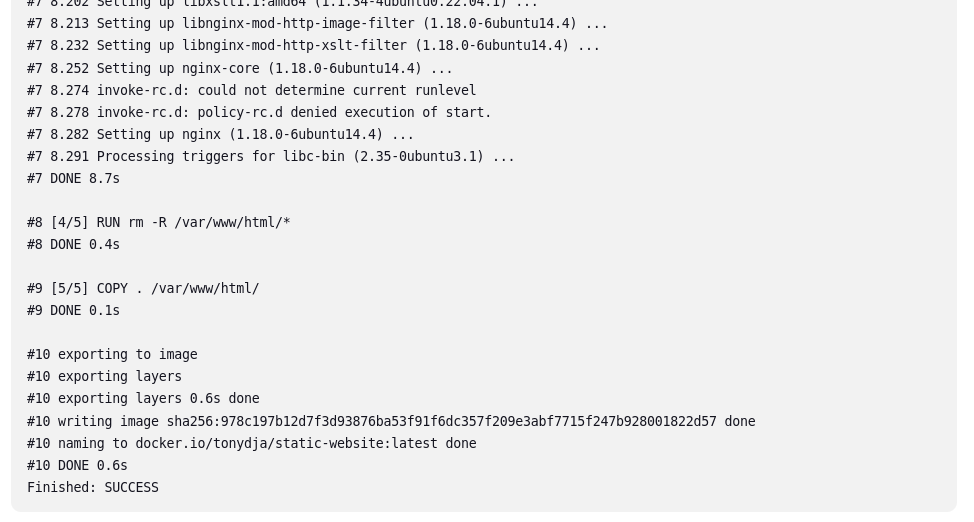 #7 8.202 Setting up libxslt1.1:amd64 (1.1.34-4ubuntu0.22.04.1) ...
#7 8.213 Setting up libnginx-mod-http-image-filter (1.18.0-6ubuntu14.4) ...
#7 8.232 Setting up libnginx-mod-http-xslt-filter (1.18.0-6ubuntu14.4) ...
#7 8.252 Setting up nginx-core (1.18.0-6ubuntu14.4) ...
#7 8.274 invoke-rc.d: could not determine current runlevel
#7 8.278 invoke-rc.d: policy-rc.d denied execution of start.
#7 8.282 Setting up nginx (1.18.0-6ubuntu14.4) ...
#7 8.291 Processing triggers for libc-bin (2.35-0ubuntu3.1) ...
#7 DONE 8.7s
#8 [4/5] RUN rm -R /var/www/html/*
#8 DONE 0.4s
#9 [5/5] COPY . /var/www/html/
#9 DONE 0.1s
#10 exporting to image
#10 exporting layers
#10 exporting layers 0.6s done
#10 writing image sha256:978c197b12d7f3d93876ba53f91f6dc357f209e3abf7715f247b928001822d57 done
#10 naming to docker.io/tonydja/static-website:latest done
#10 DONE 0.6s
Finished: SUCCESS